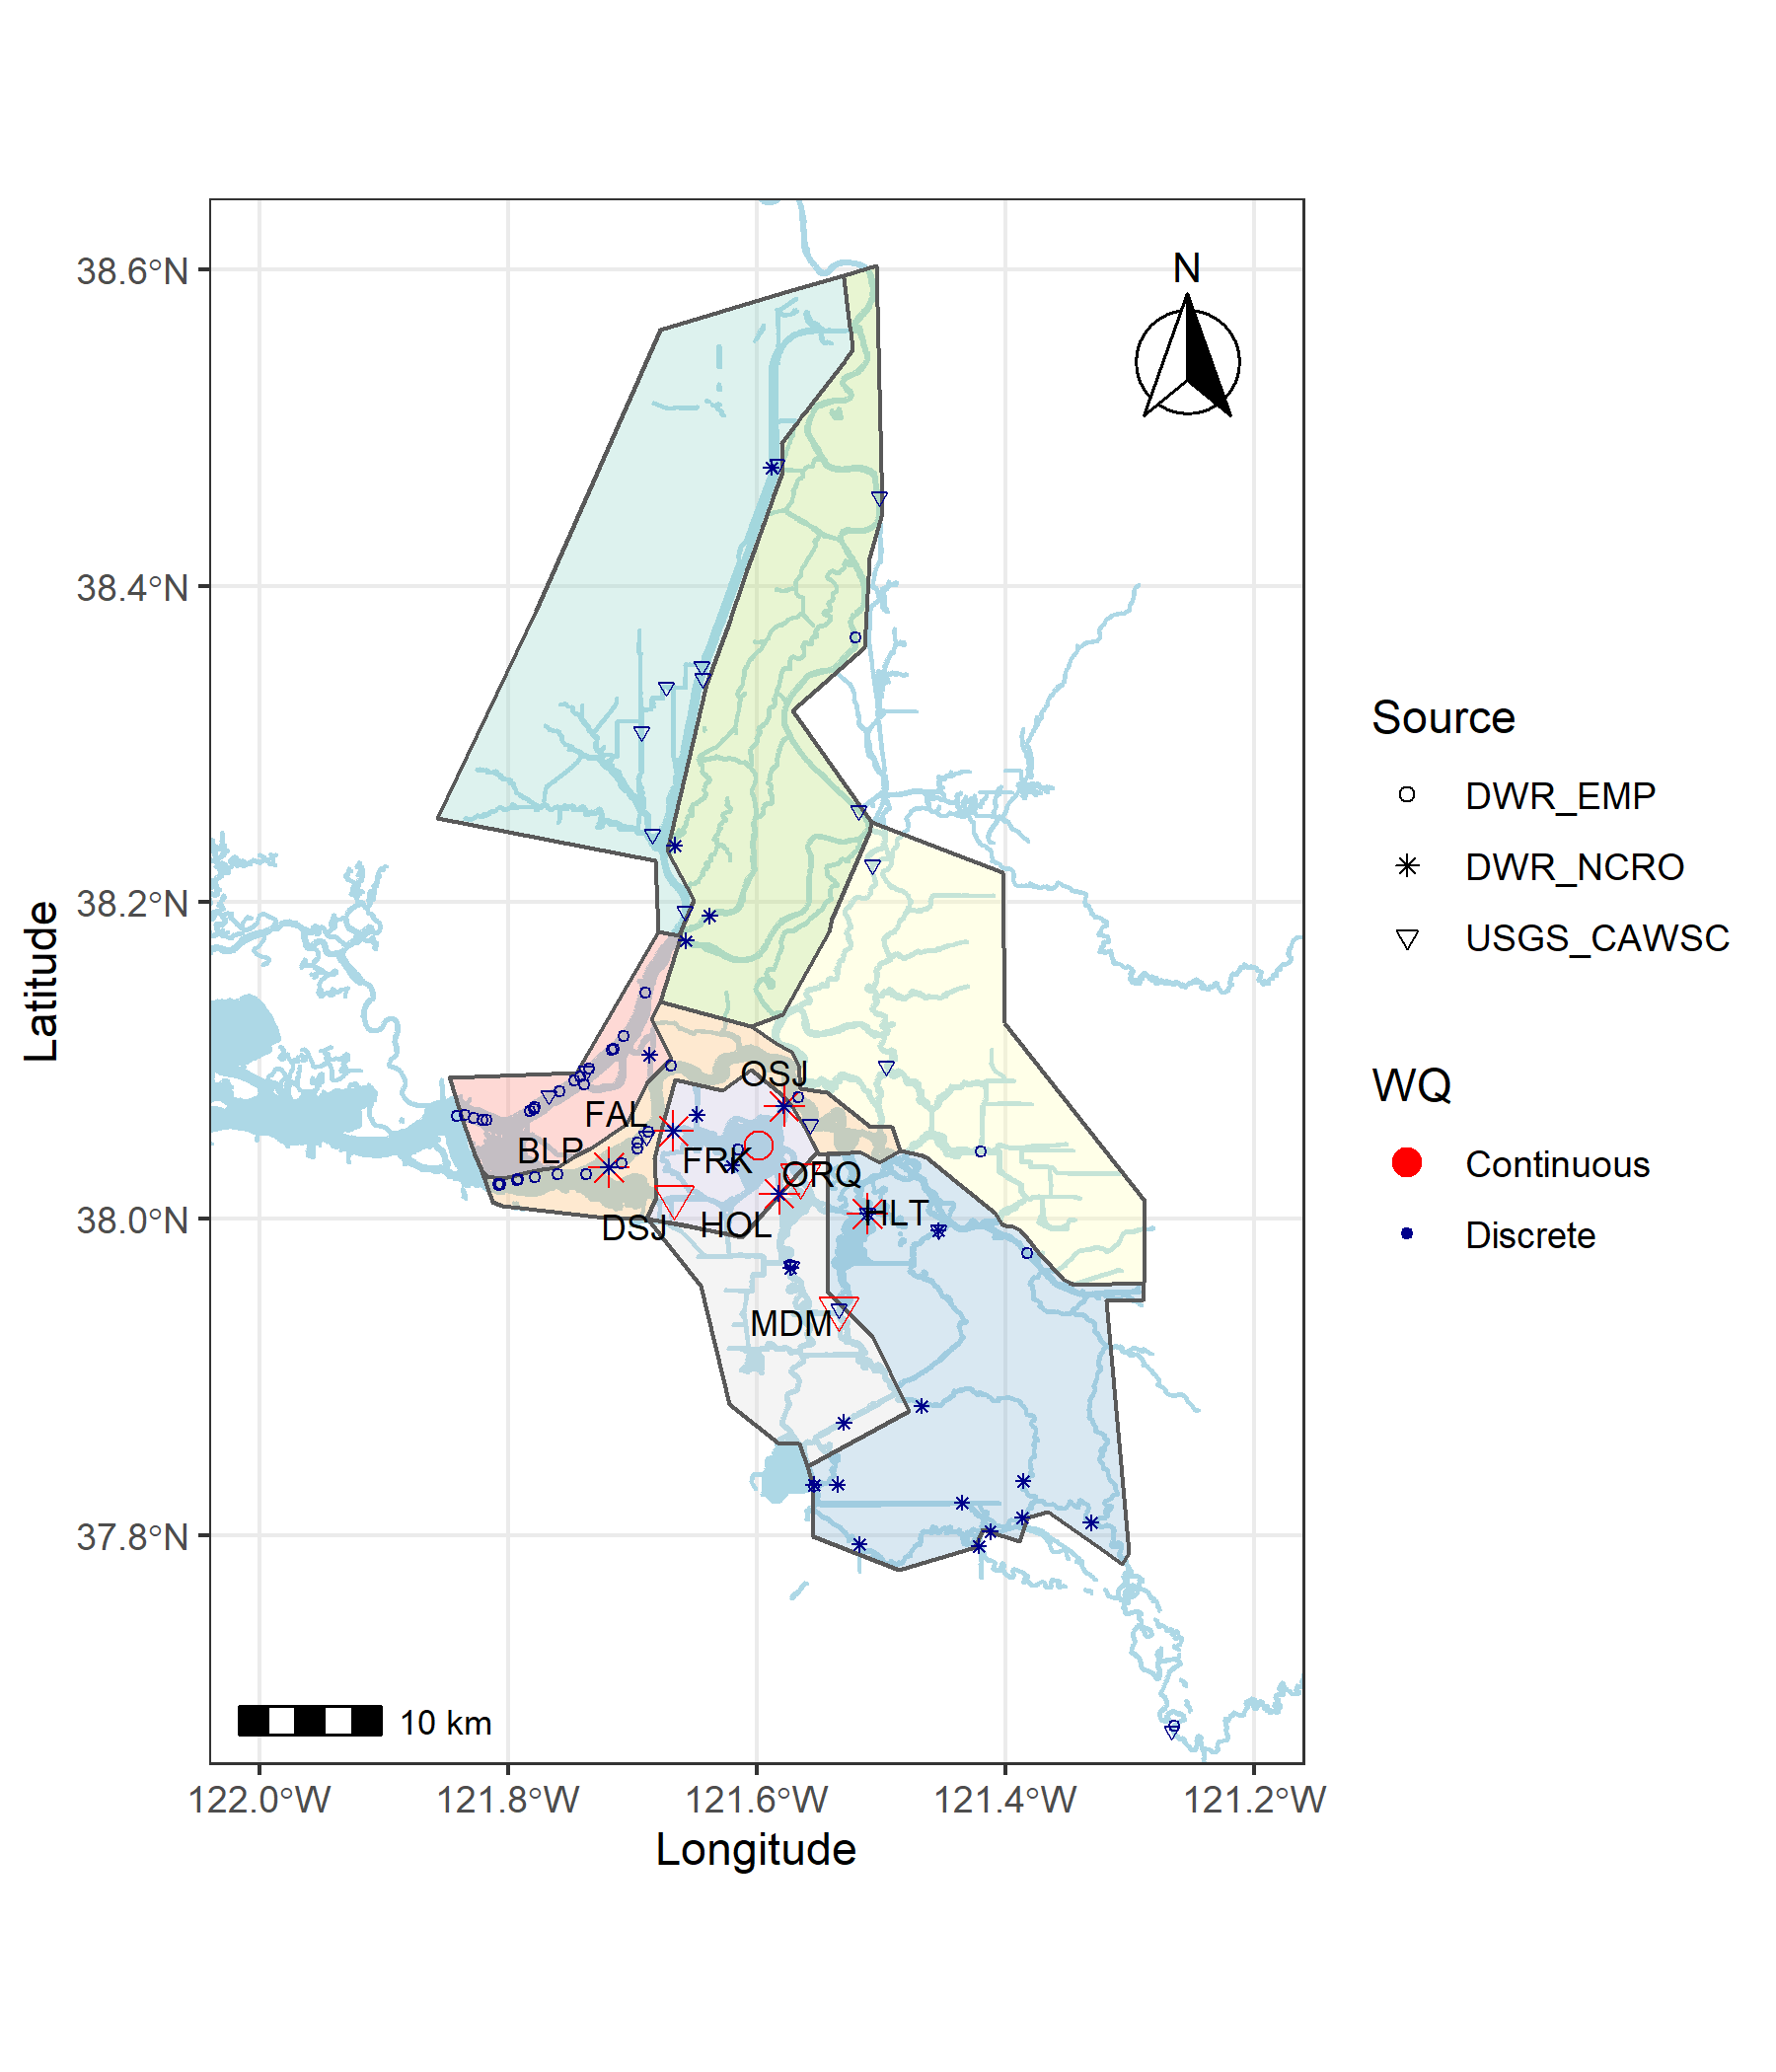 38.6°N
38.4°N
38.2°N
38.0°N
37.8°N
Latitude
N
OSJ
FAL
BLP
FRK
ORQ
DSJ
HOL
HLT
MDM
10 km
122.0°W
121.8°W
121.6°W
121.4°W
121.2°W
Longitude
Source
DWR_EMP
DWR_NCRO
USGS_CAWSC
WQ
Continuous
Discrete